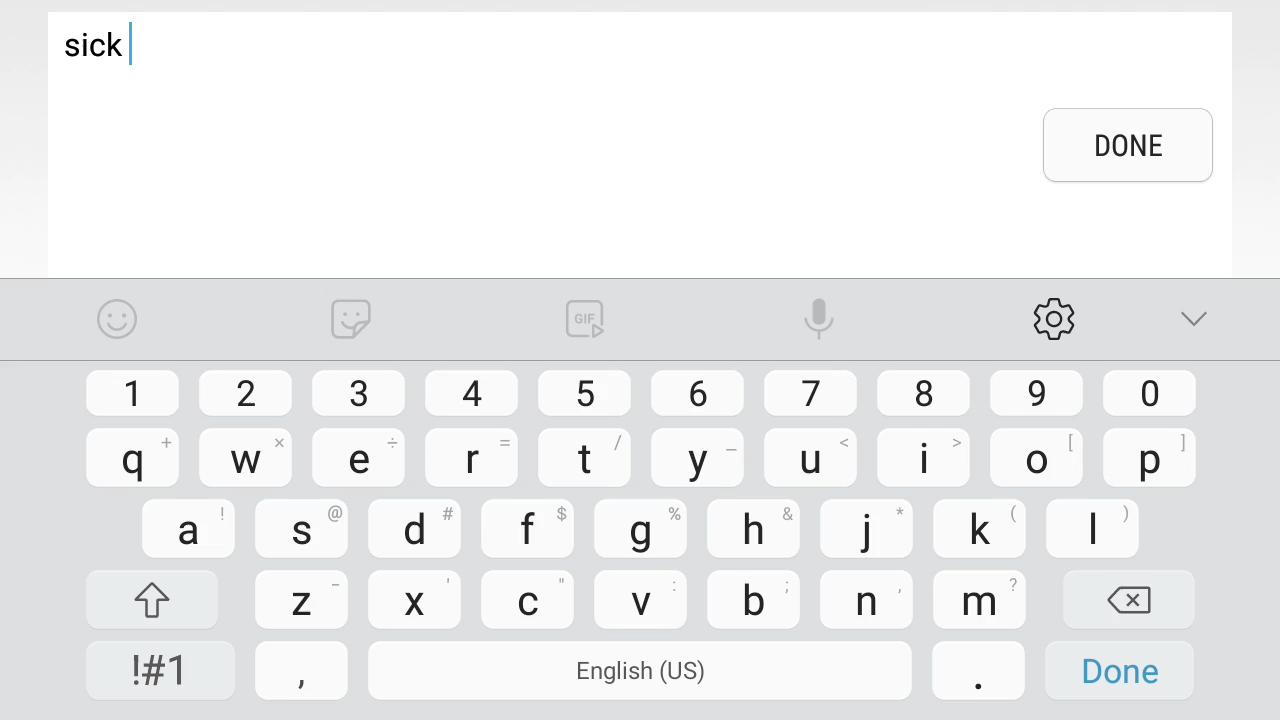 sick
DONE
GIF
1 2 3 4 5 6 7 8 9 0
q + w × e ÷ r = t / y _ u < i > o [ p ]
a ! s @ d # f $ g % h & j * k ( l )
z - x ' c " v : b ; n , m ?
!#1 , English (US) . Done